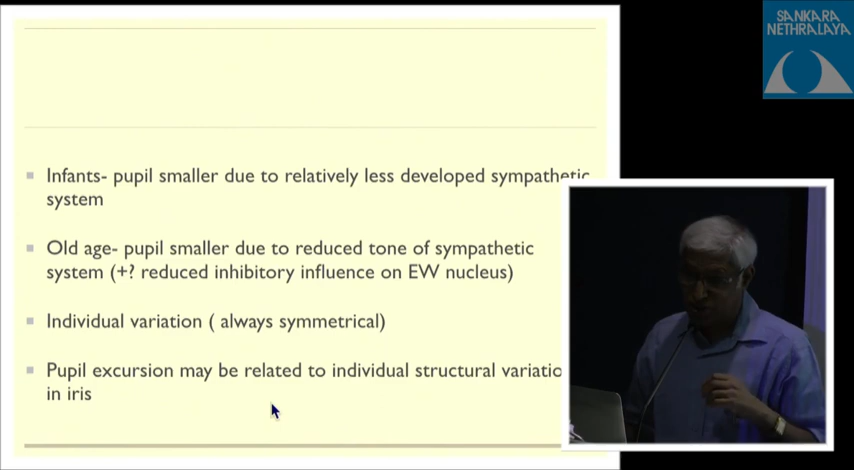 SANKARA
NETHRALAYA
Infants- pupil smaller due to relatively less developed sympathetic
system
Old age- pupil smaller due to reduced tone of sympathetic
system (+? reduced inhibitory influence on EW nucleus)
Individual variation ( always symmetrical)
Pupil excursion may be related to individual structural variatio
in iris